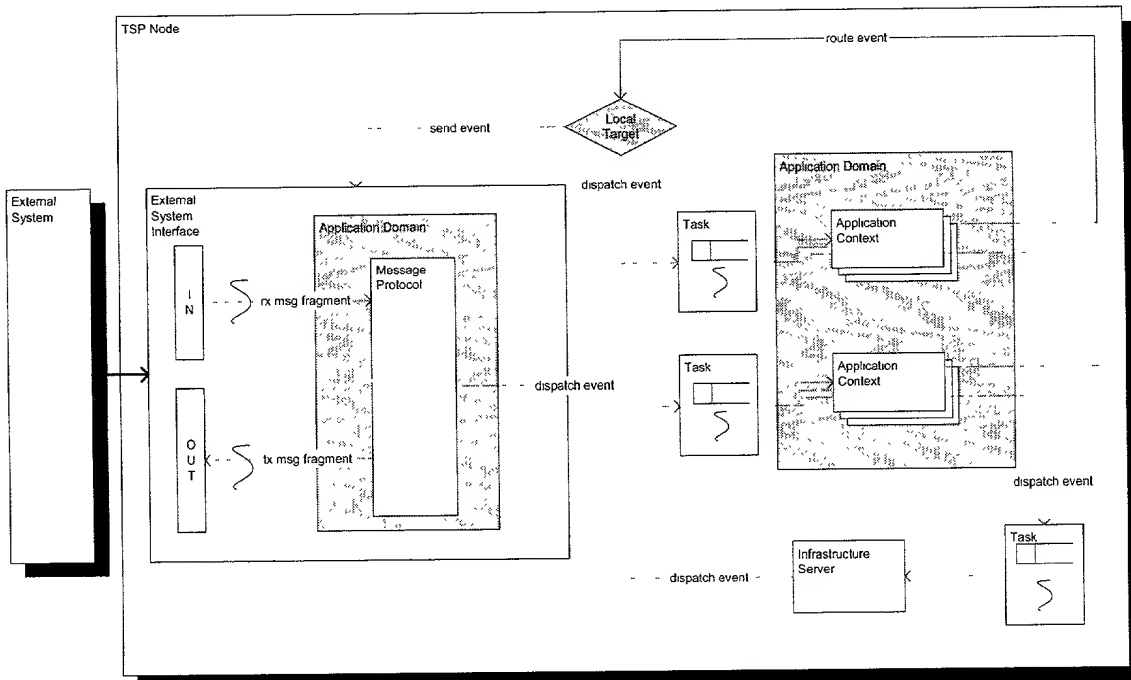 TSP Node
route event
Local
Target
send event
dispatch event
External
System
External
System
Interface
Application Domain
Message
Protocol
I
N
rx msg fragment
O
U
T
tx msg fragment
dispatch event
Task
Task
Application Domain
Application
Context
Application
Context
dispatch event
Task
Infrastructure
Server
dispatch event